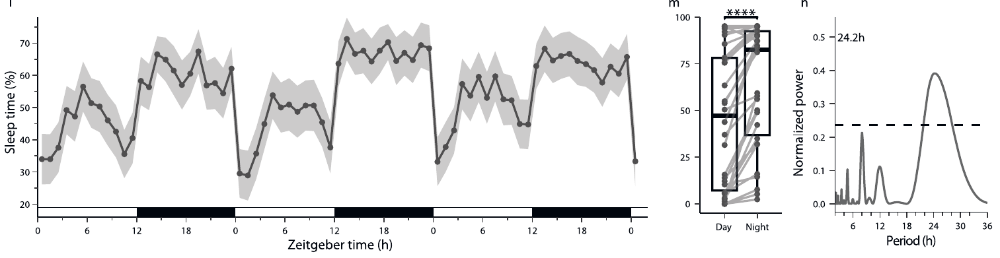 m
Sleep time (%)
70
60
50
40
30
20
0 6 12 18 0 6 12 18 0 6 12 18 0
Zeitgeber time (h)
****
100
75
50
25
0
Day Night
Normalized power
24.2h
0.5
0.4
0.3
0.2
0.1
0.0
6 12 18 24 30 36
Period (h)